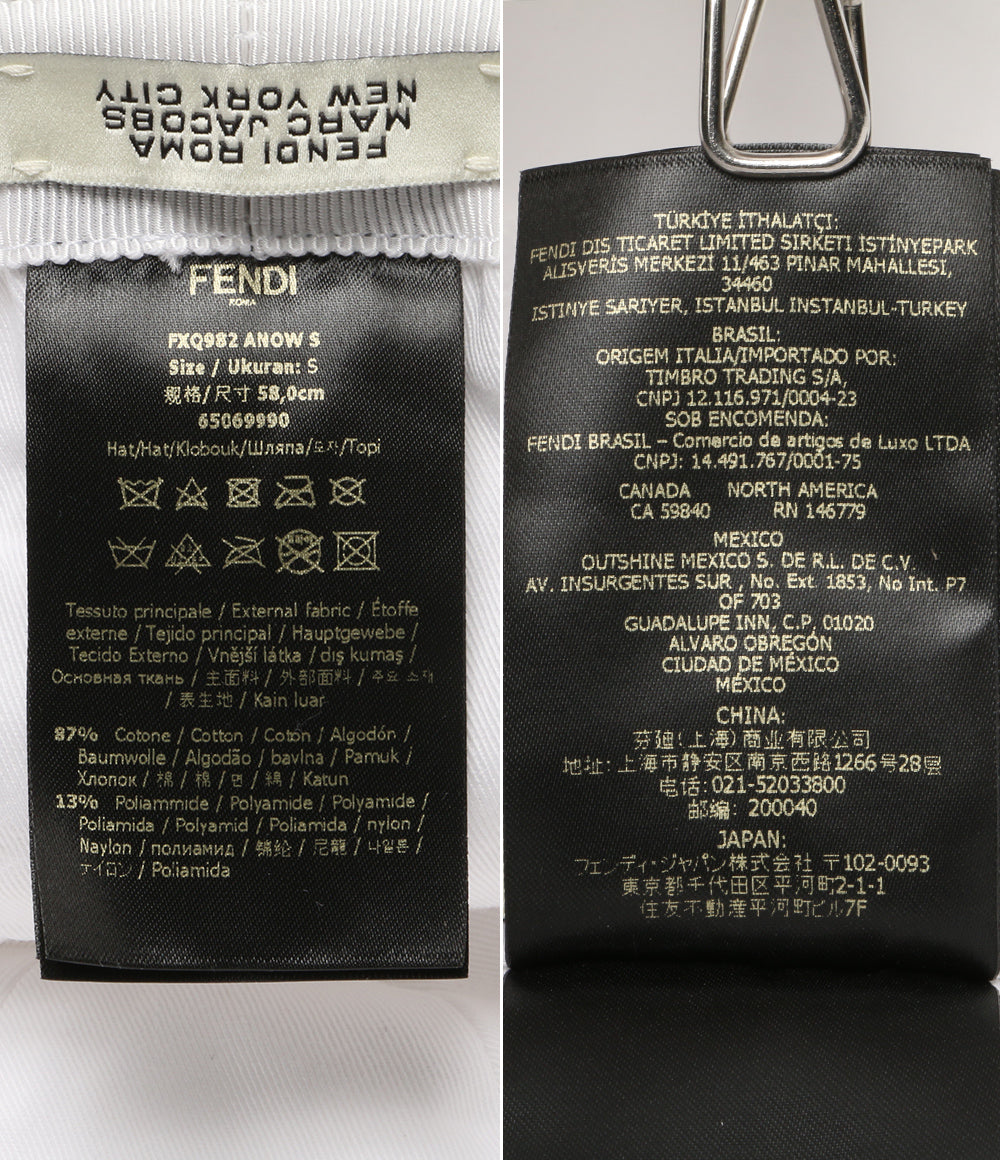 FENDI ROMA
MARC JACOBS
NEW YORK CITY
FENDI
ROMA
FXQ982 ANOW S
Size / Ukuran: S
规格/尺寸 58,0cm
65069990
Hat/Hat/Klobouk/Шляпа/모자/Topi
Tessuto principale / External fabric / Étoffe
externe / Tejido principal / Hauptgewebe /
Tecido Externo / Vnější látka / dış kumaş /
Основная ткань / 主面料 / 外部面料 / 주요 소재
/ 表生地 / Kain luar
87% Cotone / Cotton / Coton / Algodón /
Baumwolle / Algodão / bavlna / Pamuk /
Хлопок / 棉 / 棉 / 면 / 綿 / Katun
13% Poliammide / Polyamide / Polyamide /
Poliamida / Polyamid / Poliamida / nylon /
Naylon / полиамид / 锦纶 / 尼龍 / 나일론 /
ナイロン / Poliamida
TÜRKİYE İTHALATÇI:
FENDI DIS TICARET LIMITED SIRKETI ISTINYEPARK
ALISVERİS MERKEZİ 11/463 PINAR MAHALLESI,
34460
ISTINYE SARIYER, ISTANBUL INSTANBUL-TURKEY
BRASIL:
ORIGEM ITALIA/IMPORTADO POR:
TIMBRO TRADING S/A,
CNPJ 12.116.971/0004-23
SOB ENCOMENDA:
FENDI BRASIL – Comercio de artigos de Luxo LTDA
CNPJ: 14.491.767/0001-75
CANADA NORTH AMERICA
CA 59840 RN 146779
MEXICO
OUTSHINE MEXICO S. DE R.L. DE C.V.
AV. INSURGENTES SUR , No. Ext 1853, No Int. P7
OF 703
GUADALUPE INN, C.P, 01020
ALVARO OBREGÓN
CIUDAD DE MÉXICO
MÉXICO
CHINA:
芬迪(上海)商业有限公司
地址: 上海市静安区南京西路1266号28层
电话: 021-52033800
邮编: 200040
JAPAN:
フェンディ・ジャパン株式会社 〒102-0093
東京都千代田区平河町2-1-1
住友不動産平河町ビル7F